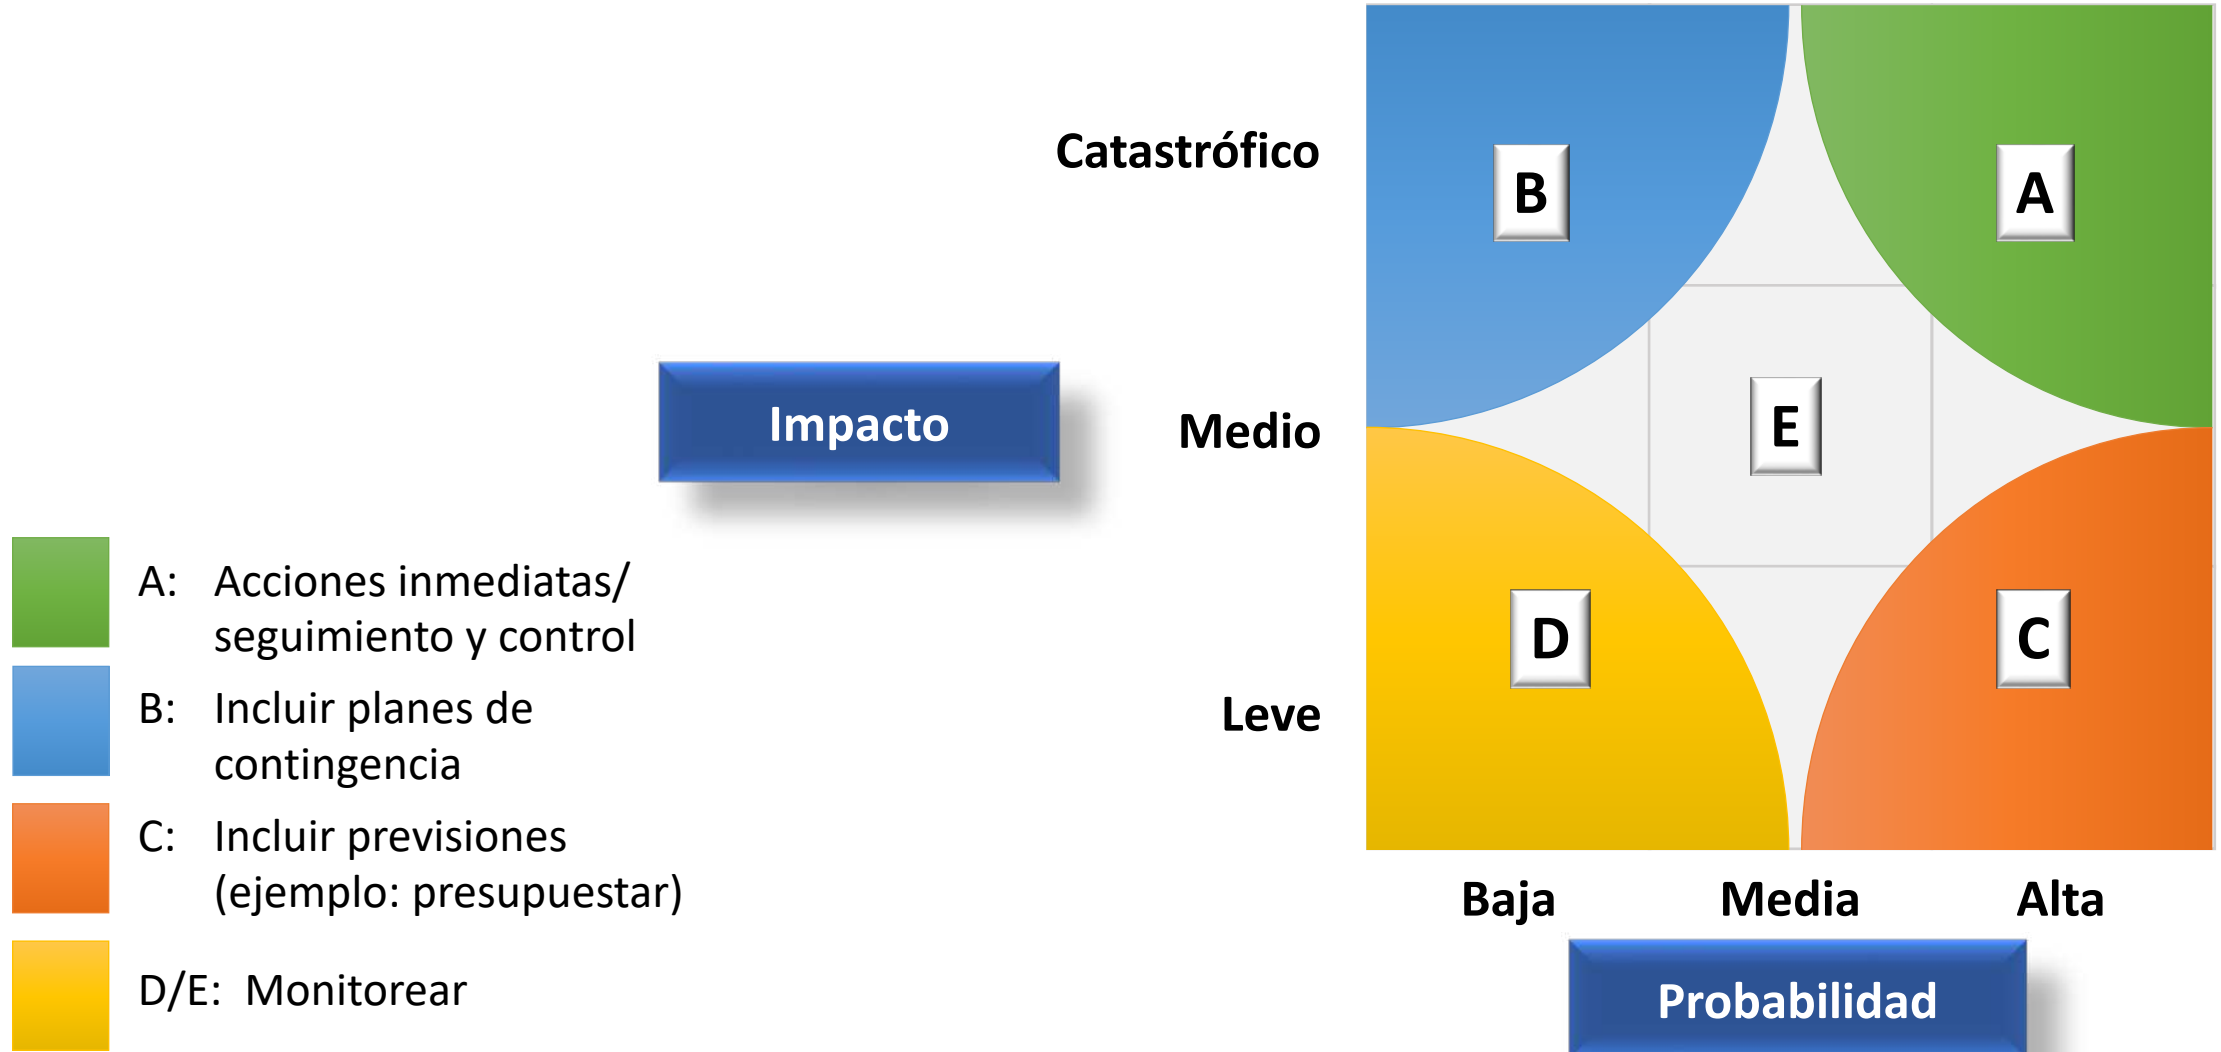 Catastrófico
B
A
Impacto
Medio
E
A: Acciones inmediatas/
seguimiento y control
B: Incluir planes de
contingencia
C: Incluir previsiones
(ejemplo: presupuestar)
D/E: Monitorear
D
C
Leve
Baja Media Alta
Probabilidad